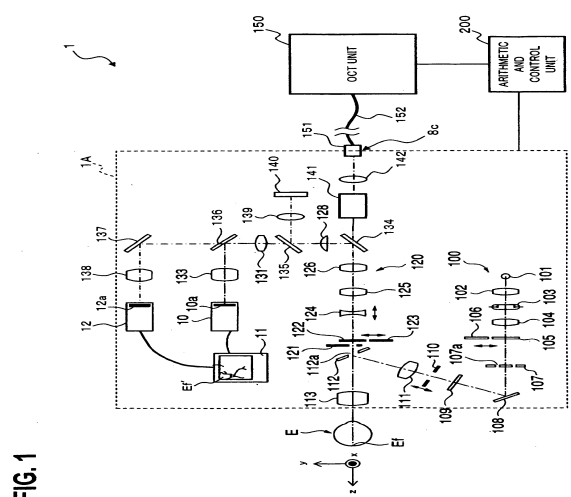 FIG. 1
1
1A
150
OCT UNIT
200
ARITHMETIC
AND
CONTROL
UNIT
152
151
8c
142
141
140
139
128
134
135
131
136
137
138
133
12a
12
10a
10
11
Ef'
126
120
125
124
123
122
121
112a
112
113
110
111
109
108
107
107a
106
105
104
103
102
101
100
E
Ef
x
y
z